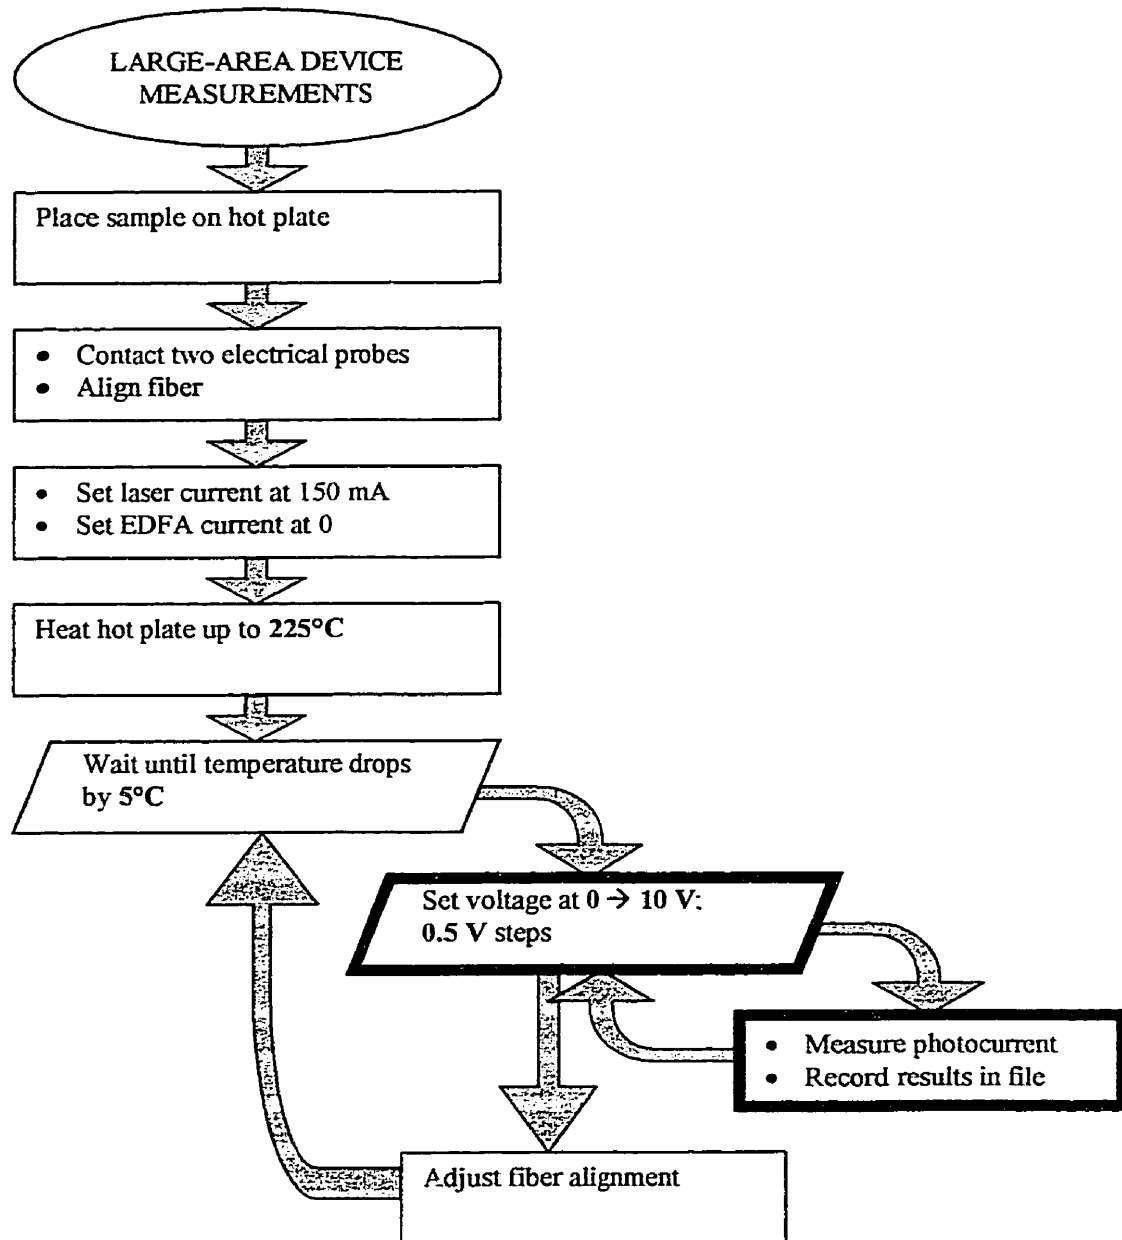 LARGE-AREA DEVICE
MEASUREMENTS
Place sample on hot plate
• Contact two electrical probes
• Align fiber
• Set laser current at 150 mA
• Set EDFA current at 0
Heat hot plate up to 225°C
Wait until temperature drops
by 5°C
Set voltage at 0 → 10 V:
0.5 V steps
• Measure photocurrent
• Record results in file
Adjust fiber alignment